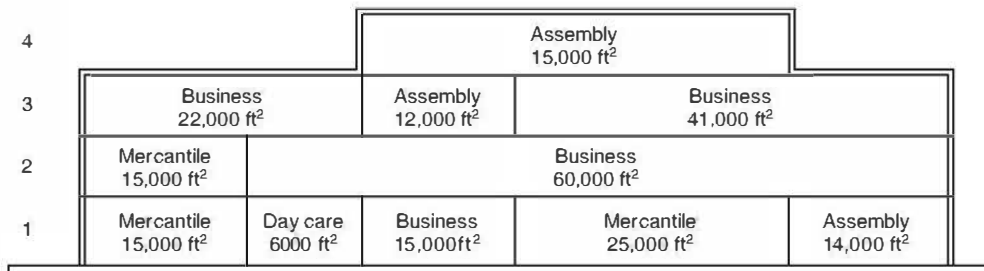 4
Assembly
15,000 ft²
3
Business
22,000 ft²
Assembly
12,000 ft²
Business
41,000 ft²
2
Mercantile
15,000 ft²
Business
60,000 ft²
1
Mercantile
15,000 ft²
Day care
6000 ft²
Business
15,000ft²
Mercantile
25,000 ft²
Assembly
14,000 ft²